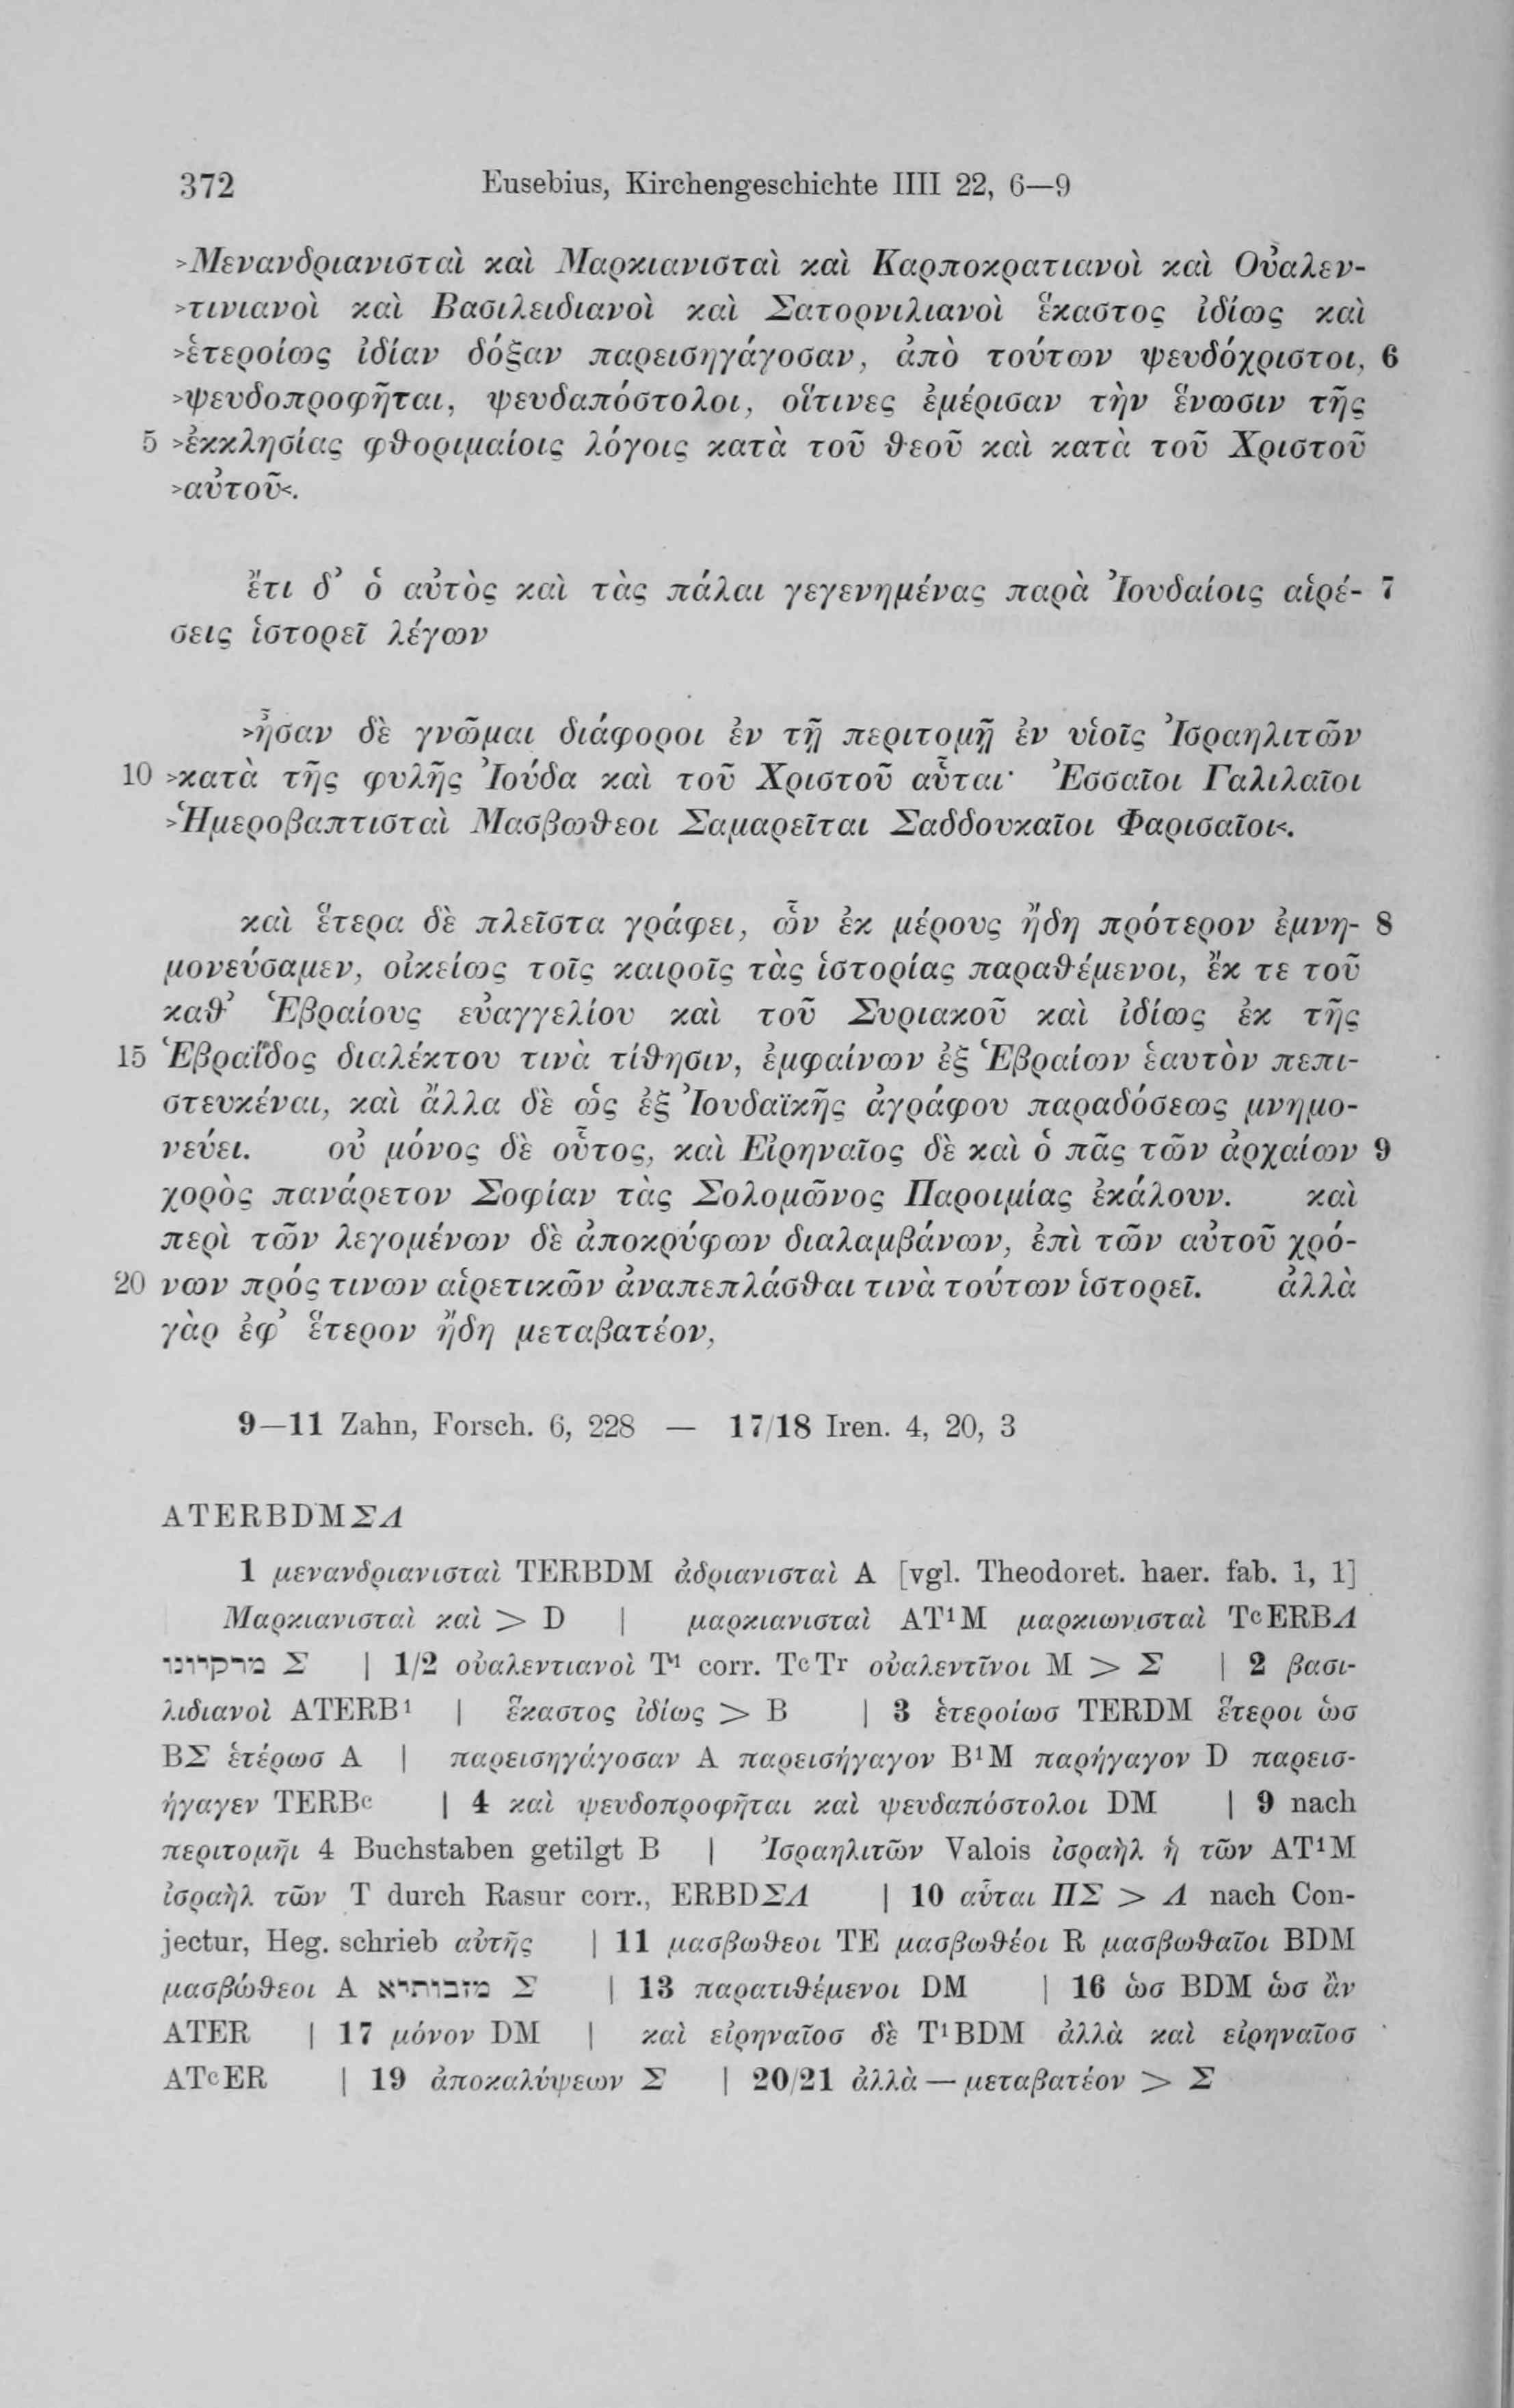 372 Eusebius, Kirchengeschichte IIII 22, 6—9
>Μενανδριανισταὶ καὶ Μαρκιανισταὶ καὶ Καρποκρατιανοὶ καὶ Οὐαλεν-
>τινιανοὶ καὶ Βασιλειδιανοὶ καὶ Σατορνιλιανοὶ ἕκαστος ἰδίως καὶ
>ἑτεροίως ἰδίαν δόξαν παρεισηγάγοσαν, ἀπὸ τούτων ψευδόχριστοι, 6
>ψευδοπροφῆται, ψευδαπόστολοι, οἵτινες ἐμέρισαν τὴν ἕνωσιν τῆς
5 >ἐκκλησίας φθοριμαίοις λόγοις κατὰ τοῦ θεοῦ καὶ κατὰ τοῦ Χριστοῦ
>αὐτοῦ<.
ἔτι δ’ ὁ αὐτὸς καὶ τὰς πάλαι γεγενημένας παρὰ Ἰουδαίοις αἱρέ- 7
σεις ἱστορεῖ λέγων
>ἦσαν δὲ γνῶμαι διάφοροι ἐν τῇ περιτομῇ ἐν υἱοῖς Ἰσραηλιτῶν
10 >κατὰ τῆς φυλῆς Ἰούδα καὶ τοῦ Χριστοῦ αὗται· Ἐσσαῖοι Γαλιλαῖοι
>Ἡμεροβαπτισταὶ Μασβωθεοι Σαμαρεῖται Σαδδουκαῖοι Φαρισαῖοι<.
καὶ ἕτερα δὲ πλεῖστα γράφει, ὧν ἐκ μέρους ἤδη πρότερον ἐμνη- 8
μονεύσαμεν, οἰκείως τοῖς καιροῖς τὰς ἱστορίας παραθέμενοι, ἔκ τε τοῦ
καθ’ Ἑβραίους εὐαγγελίου καὶ τοῦ Συριακοῦ καὶ ἰδίως ἐκ τῆς
15 Ἑβραΐδος διαλέκτου τινὰ τίθησιν, ἐμφαίνων ἐξ Ἑβραίων ἑαυτὸν πεπι-
στευκέναι, καὶ ἄλλα δὲ ὡς ἐξ Ἰουδαϊκῆς ἀγράφου παραδόσεως μνημο-
νεύει. οὐ μόνος δὲ οὗτος, καὶ Εἰρηναῖος δὲ καὶ ὁ πᾶς τῶν ἀρχαίων 9
χορὸς πανάρετον Σοφίαν τὰς Σολομῶνος Παροιμίας ἐκάλουν. καὶ
περὶ τῶν λεγομένων δὲ ἀποκρύφων διαλαμβάνων, ἐπὶ τῶν αὐτοῦ χρό-
20 νων πρός τινων αἱρετικῶν ἀναπεπλάσθαι τινὰ τούτων ἱστορεῖ. ἀλλὰ
γὰρ ἐφ’ ἕτερον ἤδη μεταβατέον,
9—11 Zahn, Forsch. 6, 228 — 17/18 Iren. 4, 20, 3
ATERBDMΣΛ
1 μενανδριανισταὶ TERBDM ἀδριανισταὶ A [vgl. Theodoret. haer. fab. 1, 1]
Μαρκιανισταὶ καὶ > D | μαρκιανισταὶ AT¹M μαρκιωνισταὶ TᶜERBΛ
מרקיונו Σ | 1/2 οὐαλεντιανοὶ T¹ corr. TᶜTʳ οὐαλεντῖνοι M > Σ | 2 βασι-
λιδιανοὶ ATERB¹ | ἕκαστος ἰδίως > B | 3 ἑτεροίωσ TERDM ἕτεροι ὡσ
BΣ ἑτέρωσ A | παρεισηγάγοσαν A παρεισήγαγον B¹M παρήγαγον D παρεισ-
ήγαγεν TERBᶜ | 4 καὶ ψευδοπροφῆται καὶ ψευδαπόστολοι DM | 9 nach
περιτομῆι 4 Buchstaben getilgt B | Ἰσραηλιτῶν Valois ἰσραὴλ ἡ τῶν AT¹M
ἰσραὴλ τῶν T durch Rasur corr., ERBDΣΛ | 10 αὗται ΠΣ > Λ nach Con-
jectur, Heg. schrieb αὐτῆς | 11 μασβωθεοι TE μασβωθέοι R μασβωθαῖοι BDM
μασβώθεοι A מזבותיא Σ | 13 παρατιθέμενοι DM | 16 ὡσ BDM ὡσ ἂν
ATER | 17 μόνον DM | καὶ εἰρηναῖοσ δὲ T¹BDM ἀλλὰ καὶ εἰρηναῖοσ
ATᶜER | 19 ἀποκαλύψεων Σ | 20/21 ἀλλὰ — μεταβατέον > Σ